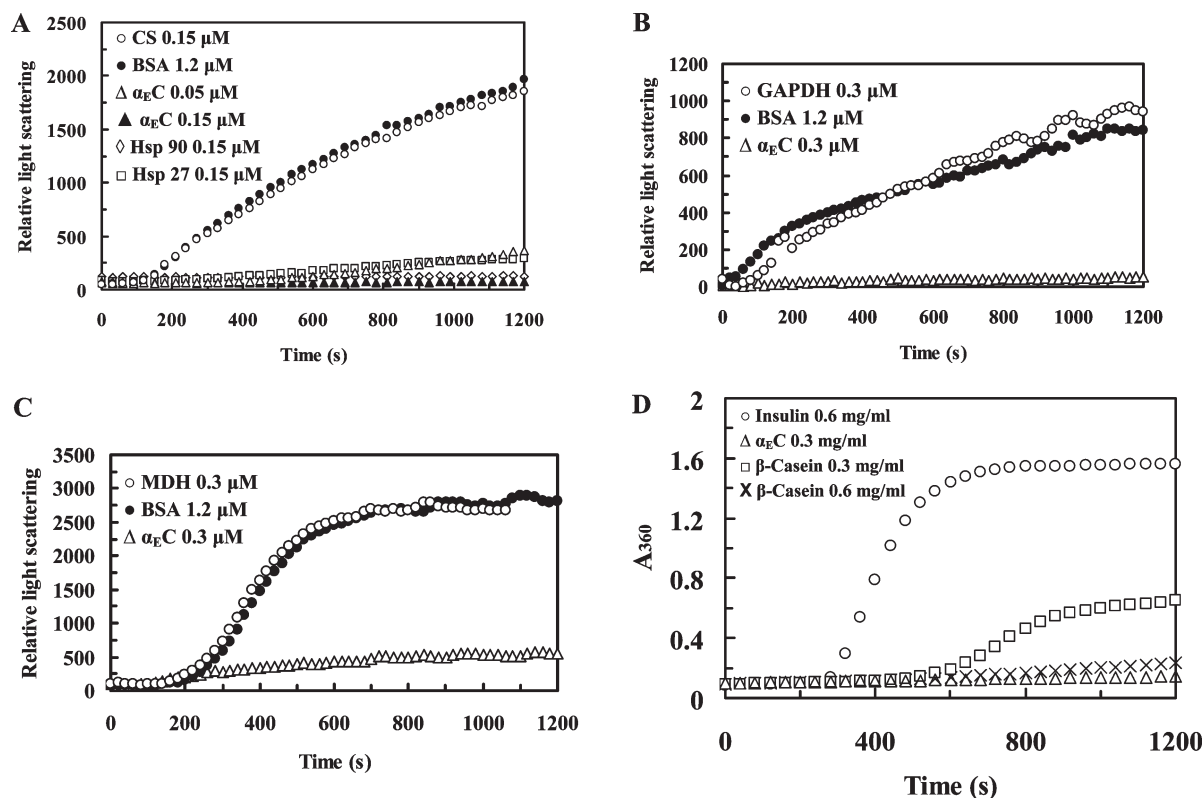 A
2500
2000
1500
1000
500
0
Relative light scattering
○ CS 0.15 μM
● BSA 1.2 μM
△ αEC 0.05 μM
▲ αEC 0.15 μM
◇ Hsp 90 0.15 μM
□ Hsp 27 0.15 μM
0 200 400 600 800 1000 1200
Time (s)
B
1200
1000
800
600
400
200
0
Relative light scattering
○ GAPDH 0.3 μM
● BSA 1.2 μM
△ αEC 0.3 μM
0 200 400 600 800 1000 1200
Time (s)
C
3500
3000
2500
2000
1500
1000
500
0
Relative light scattering
○ MDH 0.3 μM
● BSA 1.2 μM
△ αEC 0.3 μM
0 200 400 600 800 1000 1200
Time (s)
D
2
1.6
1.2
0.8
0.4
0
A360
○ Insulin 0.6 mg/ml
△ αEC 0.3 mg/ml
□ β-Casein 0.3 mg/ml
X β-Casein 0.6 mg/ml
0 400 800 1200
Time (s)